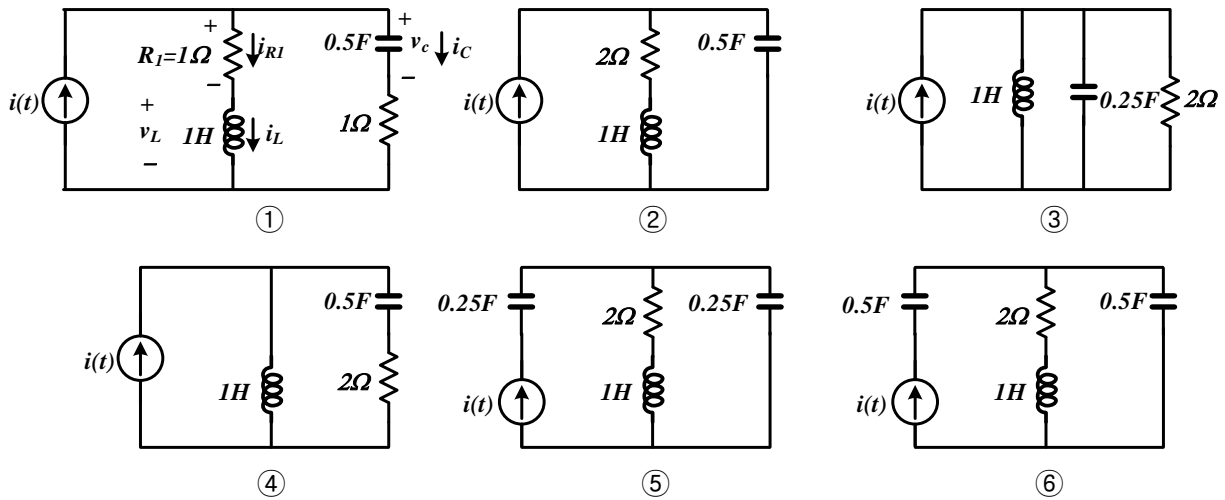 +
R1=1Ω
iR1
−
i(t)
+
vL
−
1H
iL
0.5F
+
vc
−
iC
1Ω
①
i(t)
2Ω
1H
0.5F
②
i(t)
1H
0.25F
2Ω
③
i(t)
1H
0.5F
2Ω
④
0.25F
i(t)
2Ω
1H
0.25F
⑤
0.5F
i(t)
2Ω
1H
0.5F
⑥